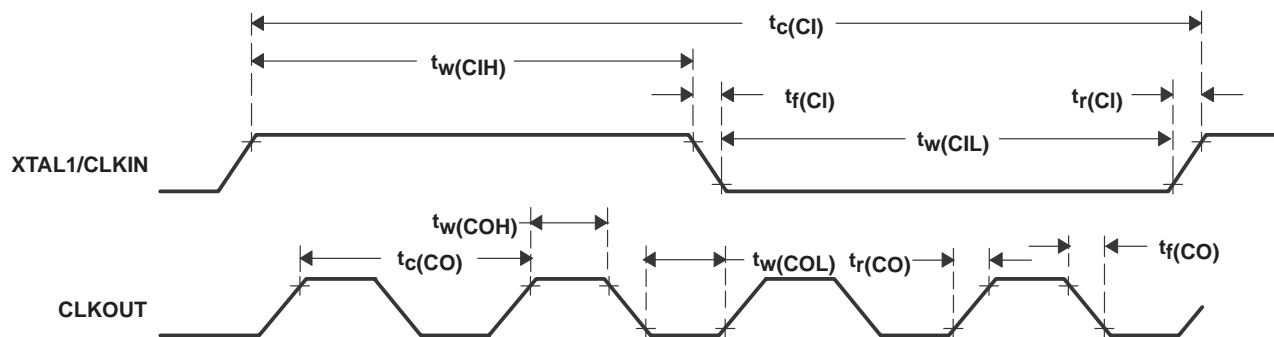 tc(CI)
tw(CIH)
tf(CI)
tr(CI)
tw(CIL)
XTAL1/CLKIN
tw(COH)
tc(CO)
tw(COL)
tr(CO)
tf(CO)
CLKOUT